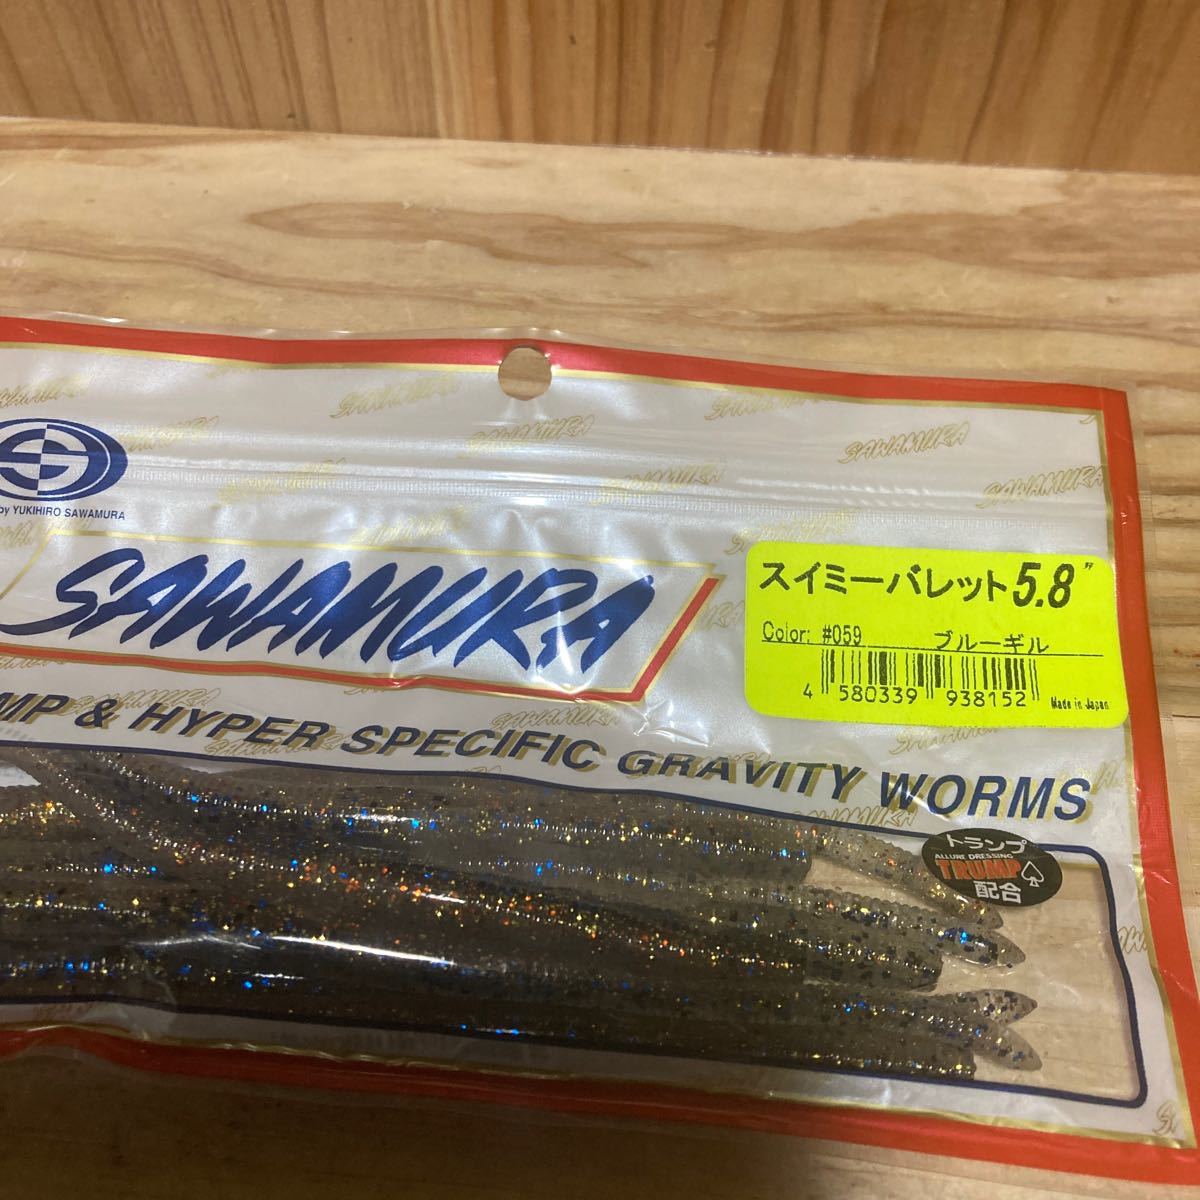 by YUKIHIRO SAWAMURA
SAWAMURA
MP & HYPER SPECIFIC GRAVITY WORMS
スイミーバレット5.8"
Color: #059 ブルーギル
4 580339 938152
Made in Japan
トランプ
ALLURE DRESSING
TRUMP
配合